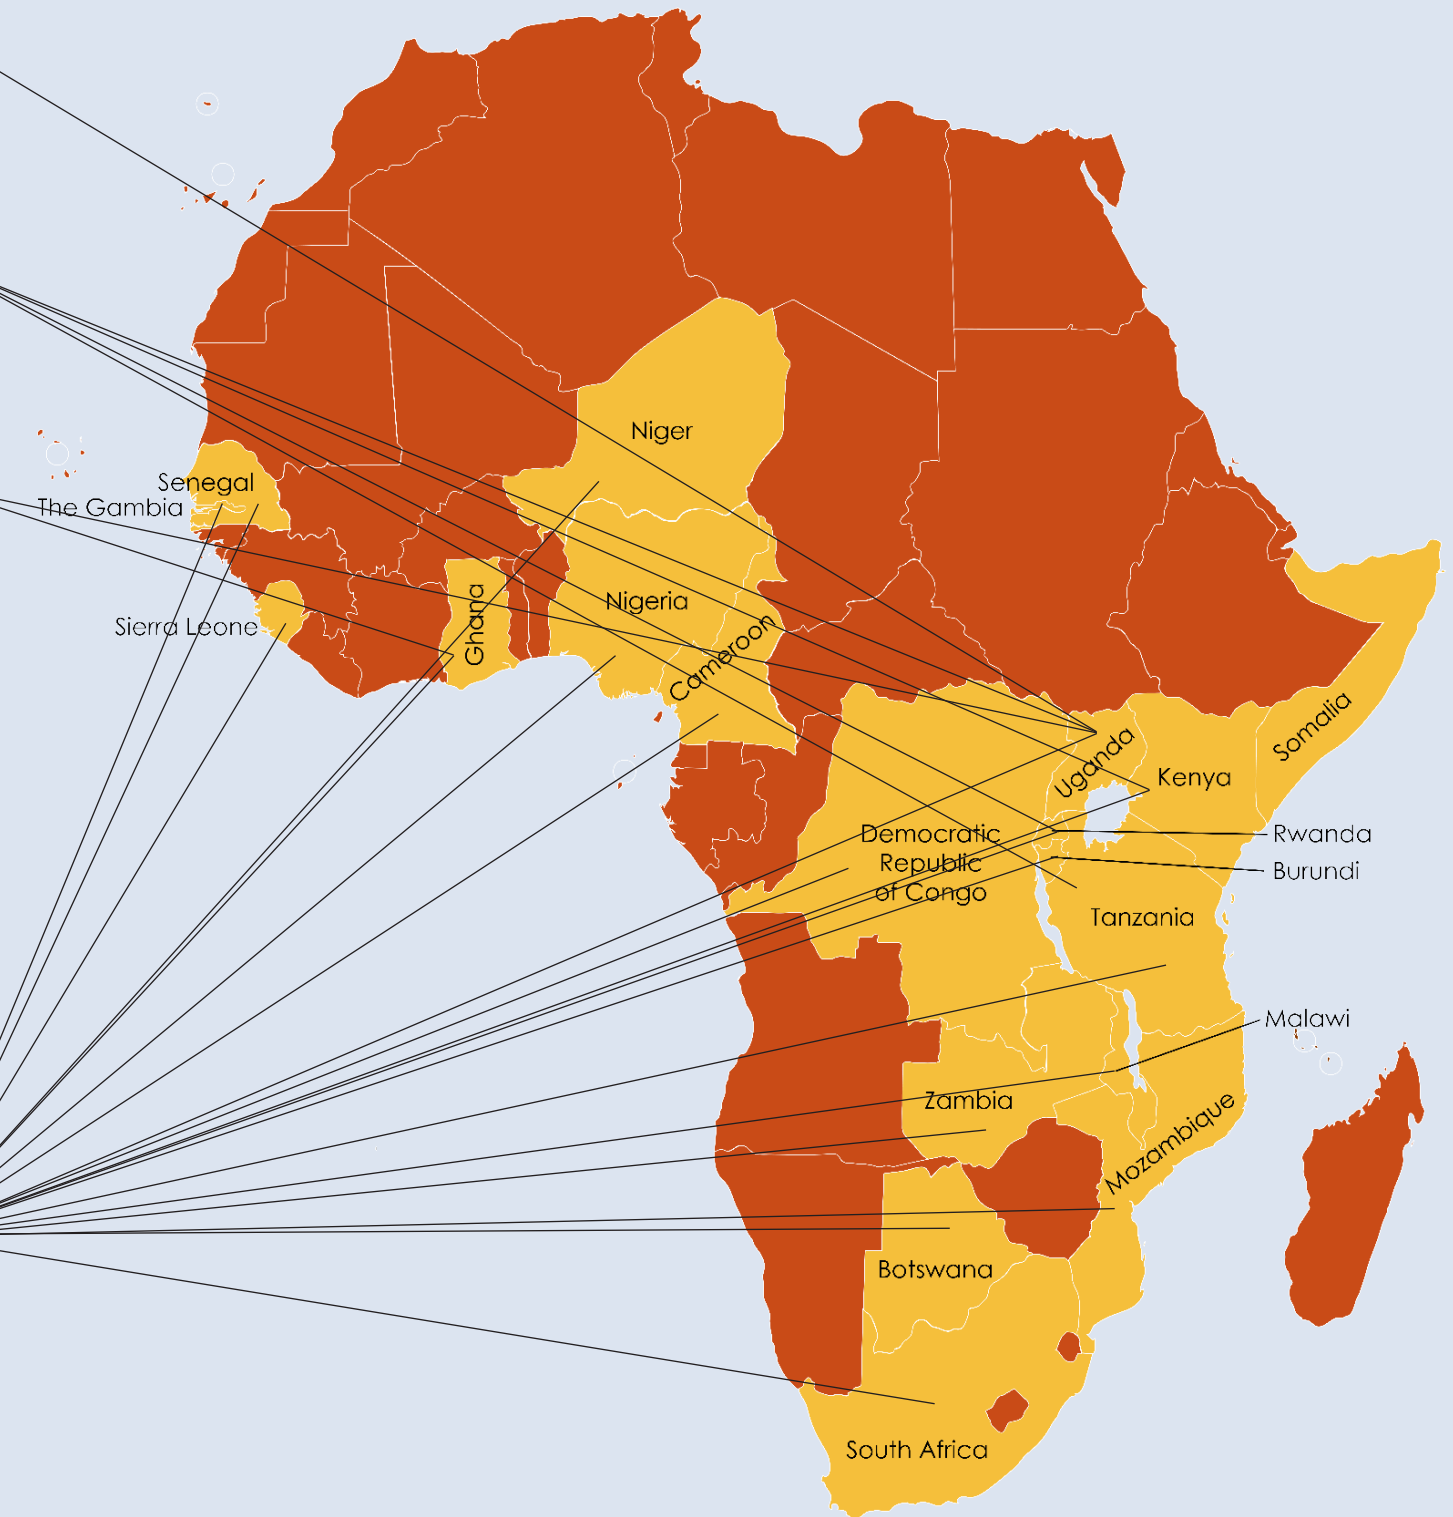 Niger
Senegal
The Gambia
Ghana
Nigeria
Sierra Leone
Cameroon
Somalia
Uganda
Kenya
Democratic
Republic
of Congo
Rwanda
Burundi
Tanzania
Malawi
Zambia
Mozambique
Botswana
South Africa